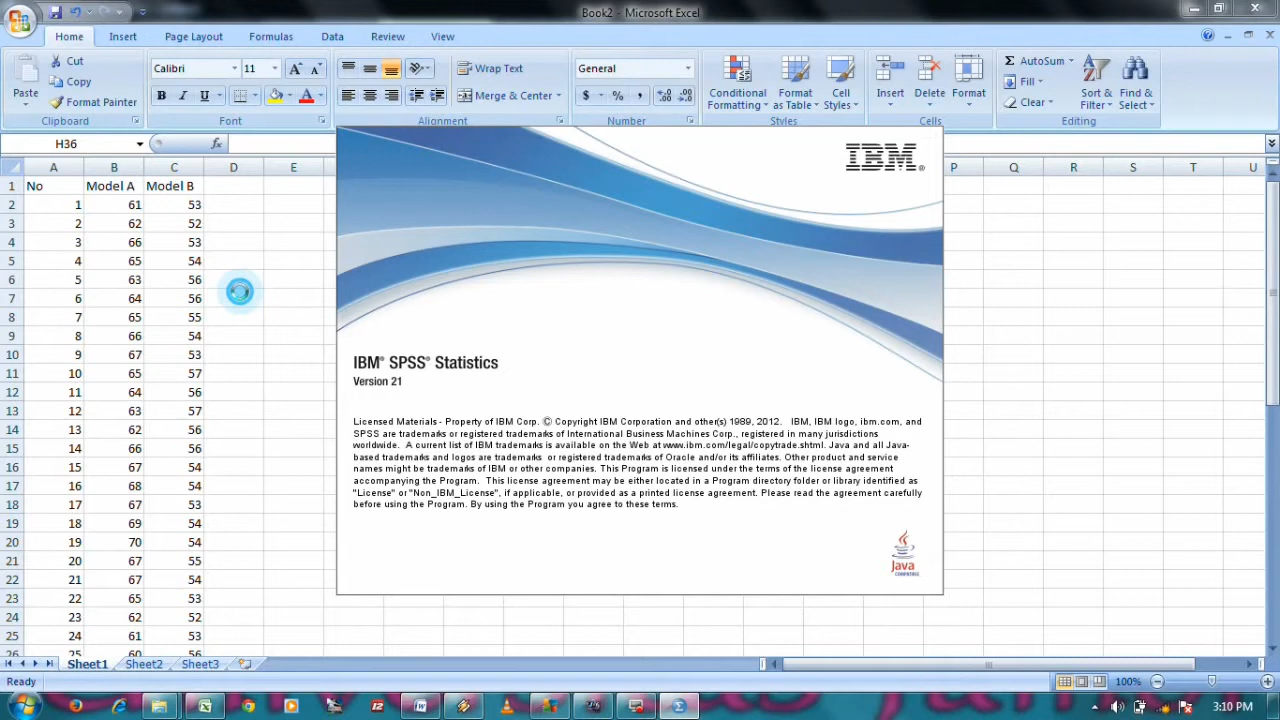 Book2 - Microsoft Excel
Home Insert Page Layout Formulas Data Review View
Cut
Copy
Format Painter
Paste
Clipboard
Calibri 11
B I U
Font
Wrap Text
Merge & Center
Alignment
General
$ % ,
Number
Conditional Formatting
Format as Table
Cell Styles
Styles
Insert Delete Format
Cells
AutoSum
Fill
Clear
Sort & Filter
Find & Select
Editing
H36 fx
A B C D E P Q R S T U
1 No Model A Model B
2 1 61 53
3 2 62 52
4 3 66 53
5 4 65 54
6 5 63 56
7 6 64 56
8 7 65 55
9 8 66 54
10 9 67 53
11 10 65 57
12 11 64 56
13 12 63 57
14 13 62 56
15 14 66 56
16 15 67 54
17 16 68 54
18 17 67 53
19 18 69 54
20 19 70 54
21 20 67 55
22 21 67 54
23 22 65 53
24 23 62 52
25 24 61 53
26 25 60 56
IBM®
IBM® SPSS® Statistics
Version 21
Licensed Materials - Property of IBM Corp. © Copyright IBM Corporation and other(s) 1989, 2012. IBM, IBM logo, ibm.com, and
SPSS are trademarks or registered trademarks of International Business Machines Corp., registered in many jurisdictions
worldwide. A current list of IBM trademarks is available on the Web at www.ibm.com/legal/copytrade.shtml. Java and all Java-
based trademarks and logos are trademarks or registered trademarks of Oracle and/or its affiliates. Other product and service
names might be trademarks of IBM or other companies. This Program is licensed under the terms of the license agreement
accompanying the Program. This license agreement may be either located in a Program directory folder or library identified as
"License" or "Non_IBM_License", if applicable, or provided as a printed license agreement. Please read the agreement carefully
before using the Program. By using the Program you agree to these terms.
Java
COMPATIBLE
Sheet1 Sheet2 Sheet3
Ready 100%
3:10 PM